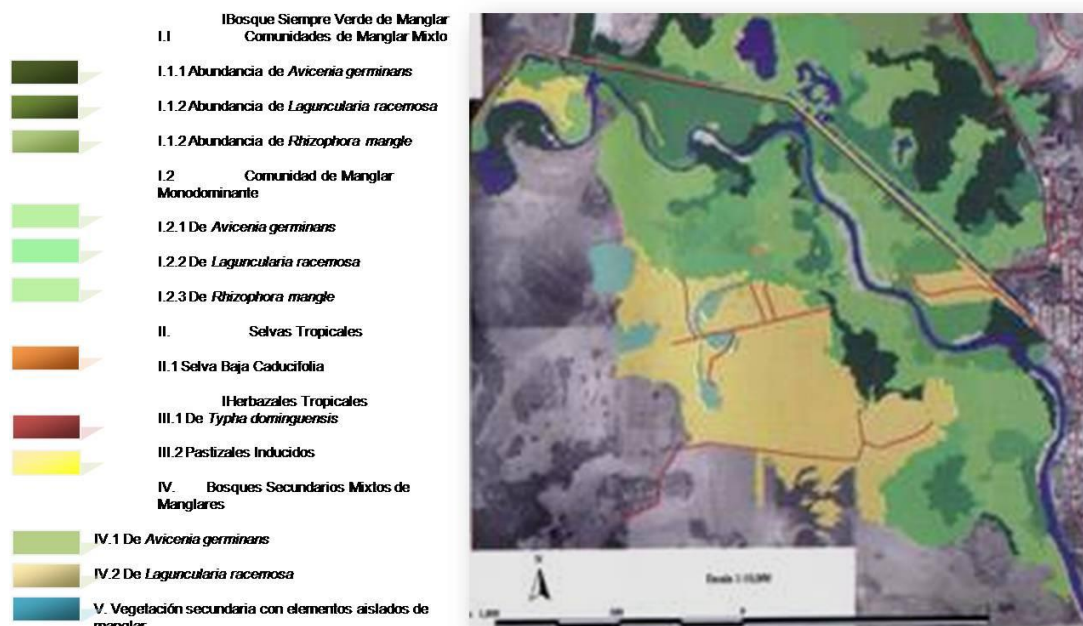 IBosque Siempre Verde de Manglar
I.I Comunidades de Manglar Mixto
I.1.1 Abundancia de Avicenia germinans
I.1.2 Abundancia de Laguncularia racemosa
I.1.2 Abundancia de Rhizophora mangle
I.2 Comunidad de Manglar
Monodominante
I.2.1 De Avicenia germinans
I.2.2 De Laguncularia racemosa
I.2.3 De Rhizophora mangle
II. Selvas Tropicales
II.1 Selva Baja Caducifolia
IIHerbazales Tropicales
III.1 De Typha dominguensis
III.2 Pastizales Inducidos
IV. Bosques Secundarios Mixtos de
Manglares
IV.1 De Avicenia germinans
IV.2 De Laguncularia racemosa
V. Vegetación secundaria con elementos aislados de
manglar
N
Escala
0